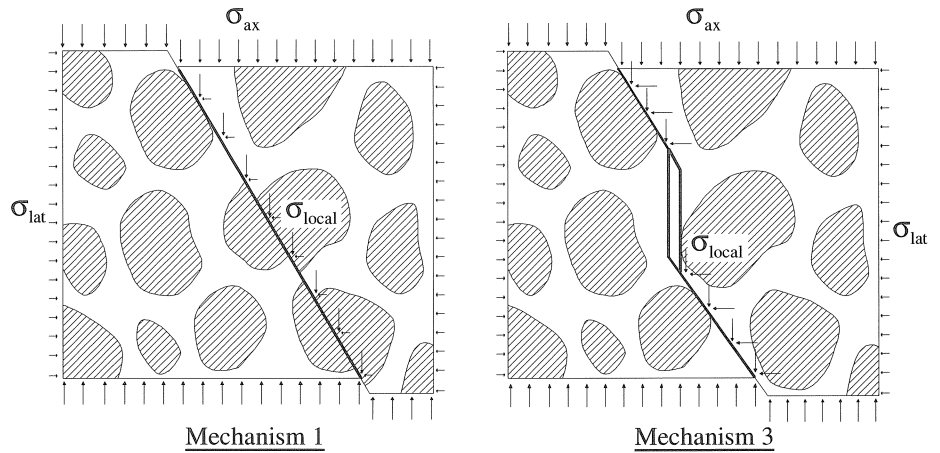 σax
σlat
σlocal
Mechanism 1
σax
σlocal
σlat
Mechanism 3